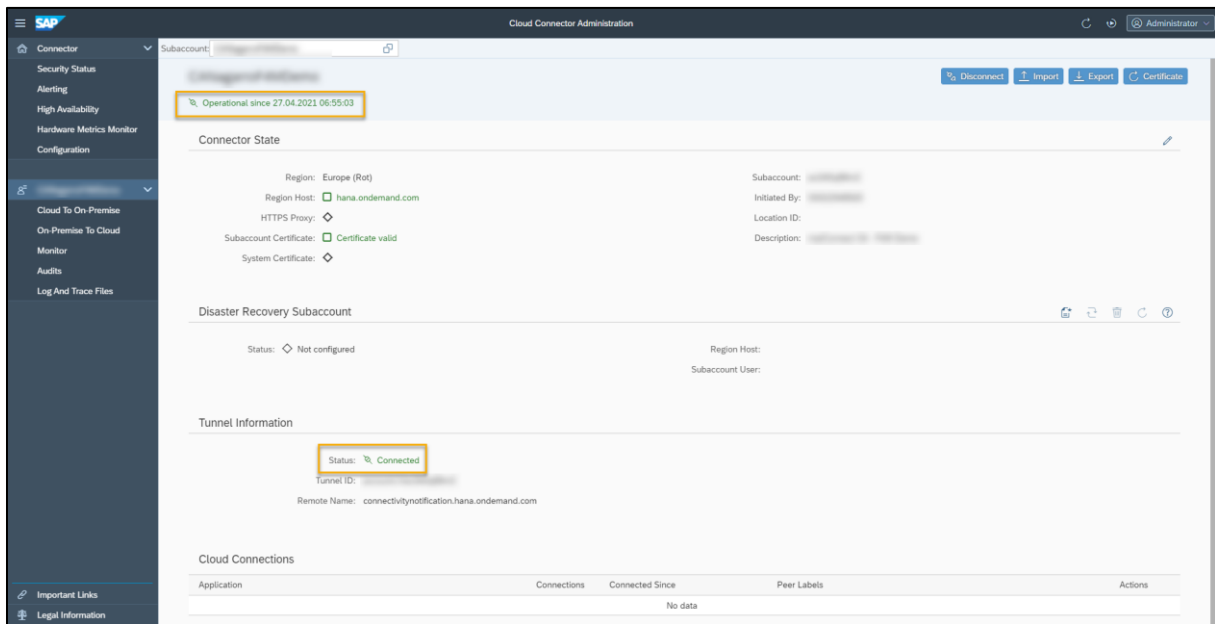 SAP
Cloud Connector Administration
Administrator
Connector
Security Status
Alerting
High Availability
Hardware Metrics Monitor
Configuration
Cloud To On-Premise
On-Premise To Cloud
Monitor
Audits
Log And Trace Files
Important Links
Legal Information
Subaccount:
Disconnect Import Export Certificate
Operational since 27.04.2021 06:55:03
Connector State
Region: Europe (Rot)
Region Host: hana.ondemand.com
HTTPS Proxy:
Subaccount Certificate: Certificate valid
System Certificate:
Subaccount:
Initiated By:
Location ID:
Description:
Disaster Recovery Subaccount
Status: Not configured
Region Host:
Subaccount User:
Tunnel Information
Status: Connected
Tunnel ID:
Remote Name: connectivitynotification.hana.ondemand.com
Cloud Connections
Application Connections Connected Since Peer Labels Actions
No data